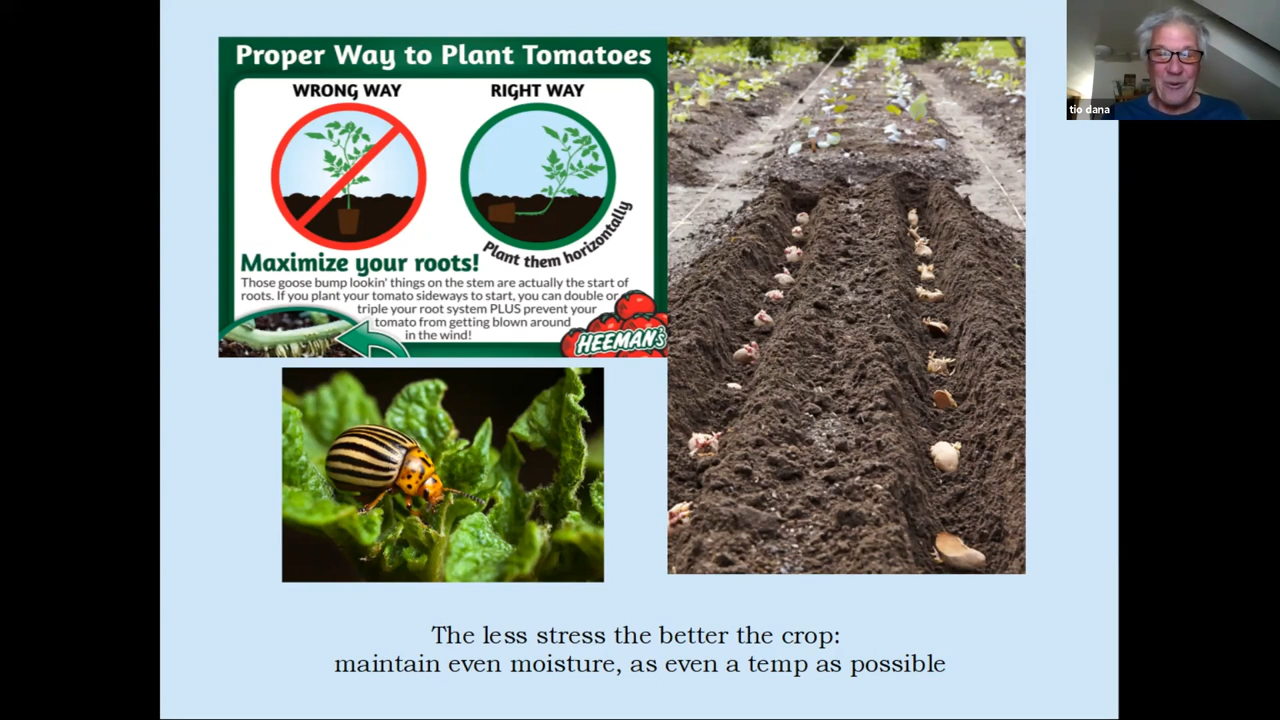 Proper Way to Plant Tomatoes
WRONG WAY
RIGHT WAY
Plant them horizontally
Maximize your roots!
Those goose bump lookin' things on the stem are actually the start of
roots. If you plant your tomato sideways to start, you can double or
triple your root system PLUS prevent your
tomato from getting blown around
in the wind!
HEEMAN'S
tio dana
The less stress the better the crop:
maintain even moisture, as even a temp as possible